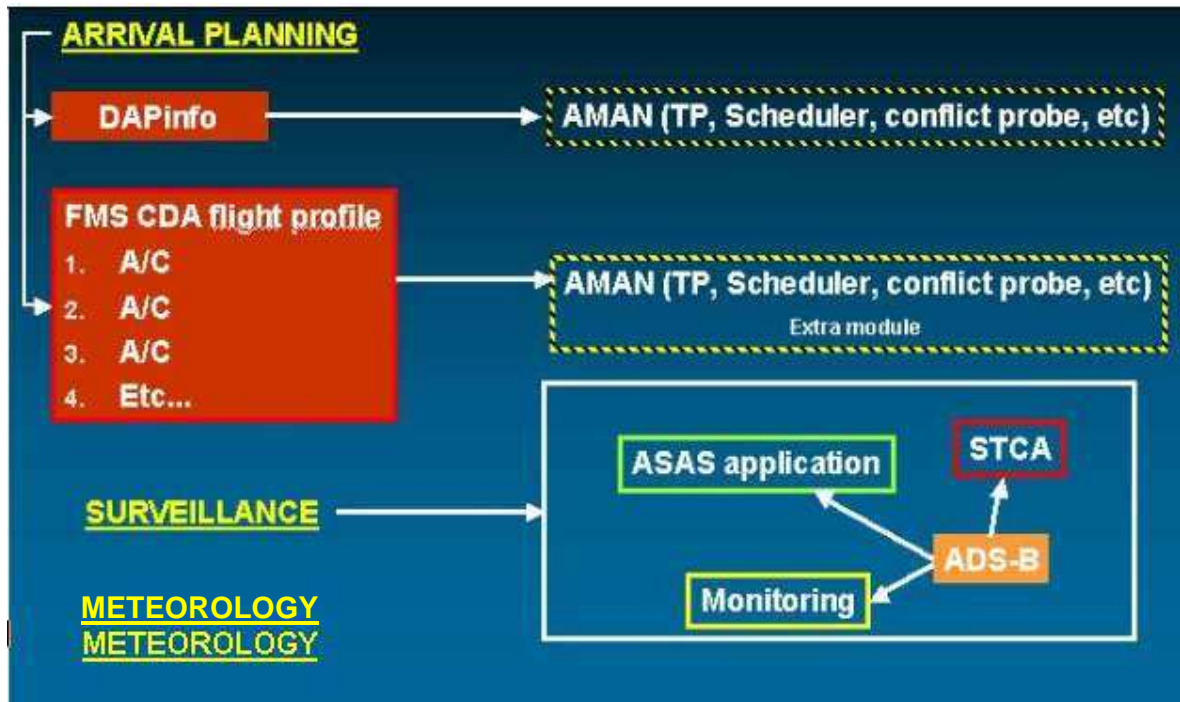 ARRIVAL PLANNING
DAPinfo
AMAN (TP, Scheduler, conflict probe, etc)
FMS CDA flight profile
1. A/C
2. A/C
3. A/C
4. Etc...
AMAN (TP, Scheduler, conflict probe, etc)
Extra module
SURVEILLANCE
ASAS application
STCA
ADS-B
Monitoring
METEOROLOGY
METEOROLOGY